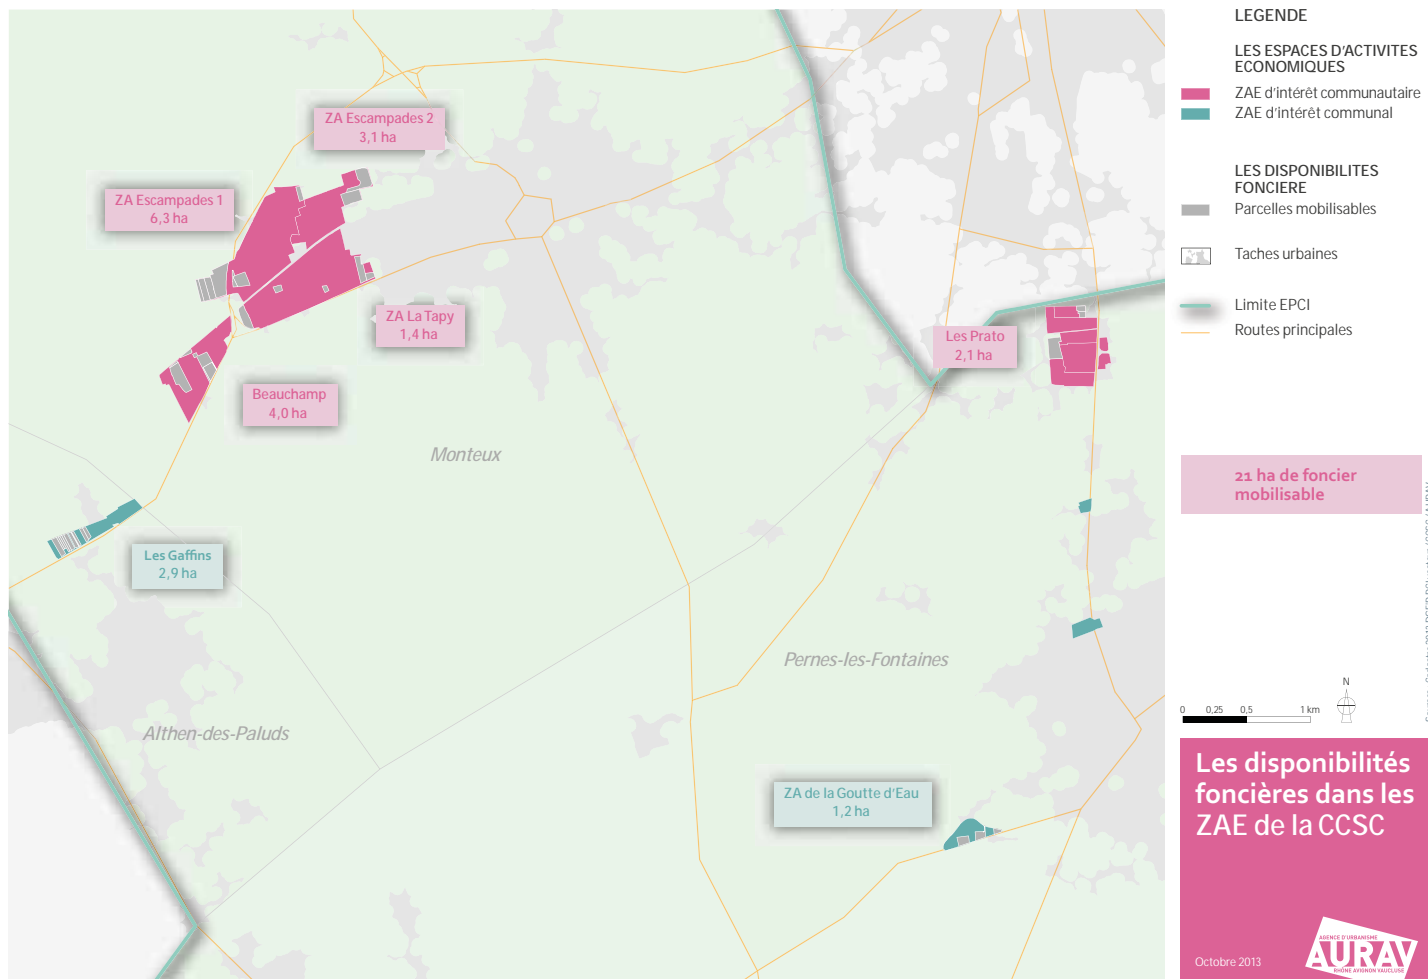 ZA Escampades 2
3,1 ha
ZA Escampades 1
6,3 ha
ZA La Tapy
1,4 ha
Les Prato
2,1 ha
Beauchamp
4,0 ha
Monteux
Les Gaffins
2,9 ha
Pernes-les-Fontaines
Althen-des-Paluds
ZA de la Goutte d'Eau
1,2 ha
LEGENDE
LES ESPACES D'ACTIVITES
ECONOMIQUES
ZAE d'intérêt communautaire
ZAE d'intérêt communal
LES DISPONIBILITES
FONCIERE
Parcelles mobilisables
Taches urbaines
Limite EPCI
Routes principales
21 ha de foncier
mobilisable
N
0 0,25 0,5 1 km
Les disponibilités
foncières dans les
ZAE de la CCSC
Octobre 2013
AGENCE D'URBANISME
AURAV
RHÔNE AVIGNON VAUCLUSE